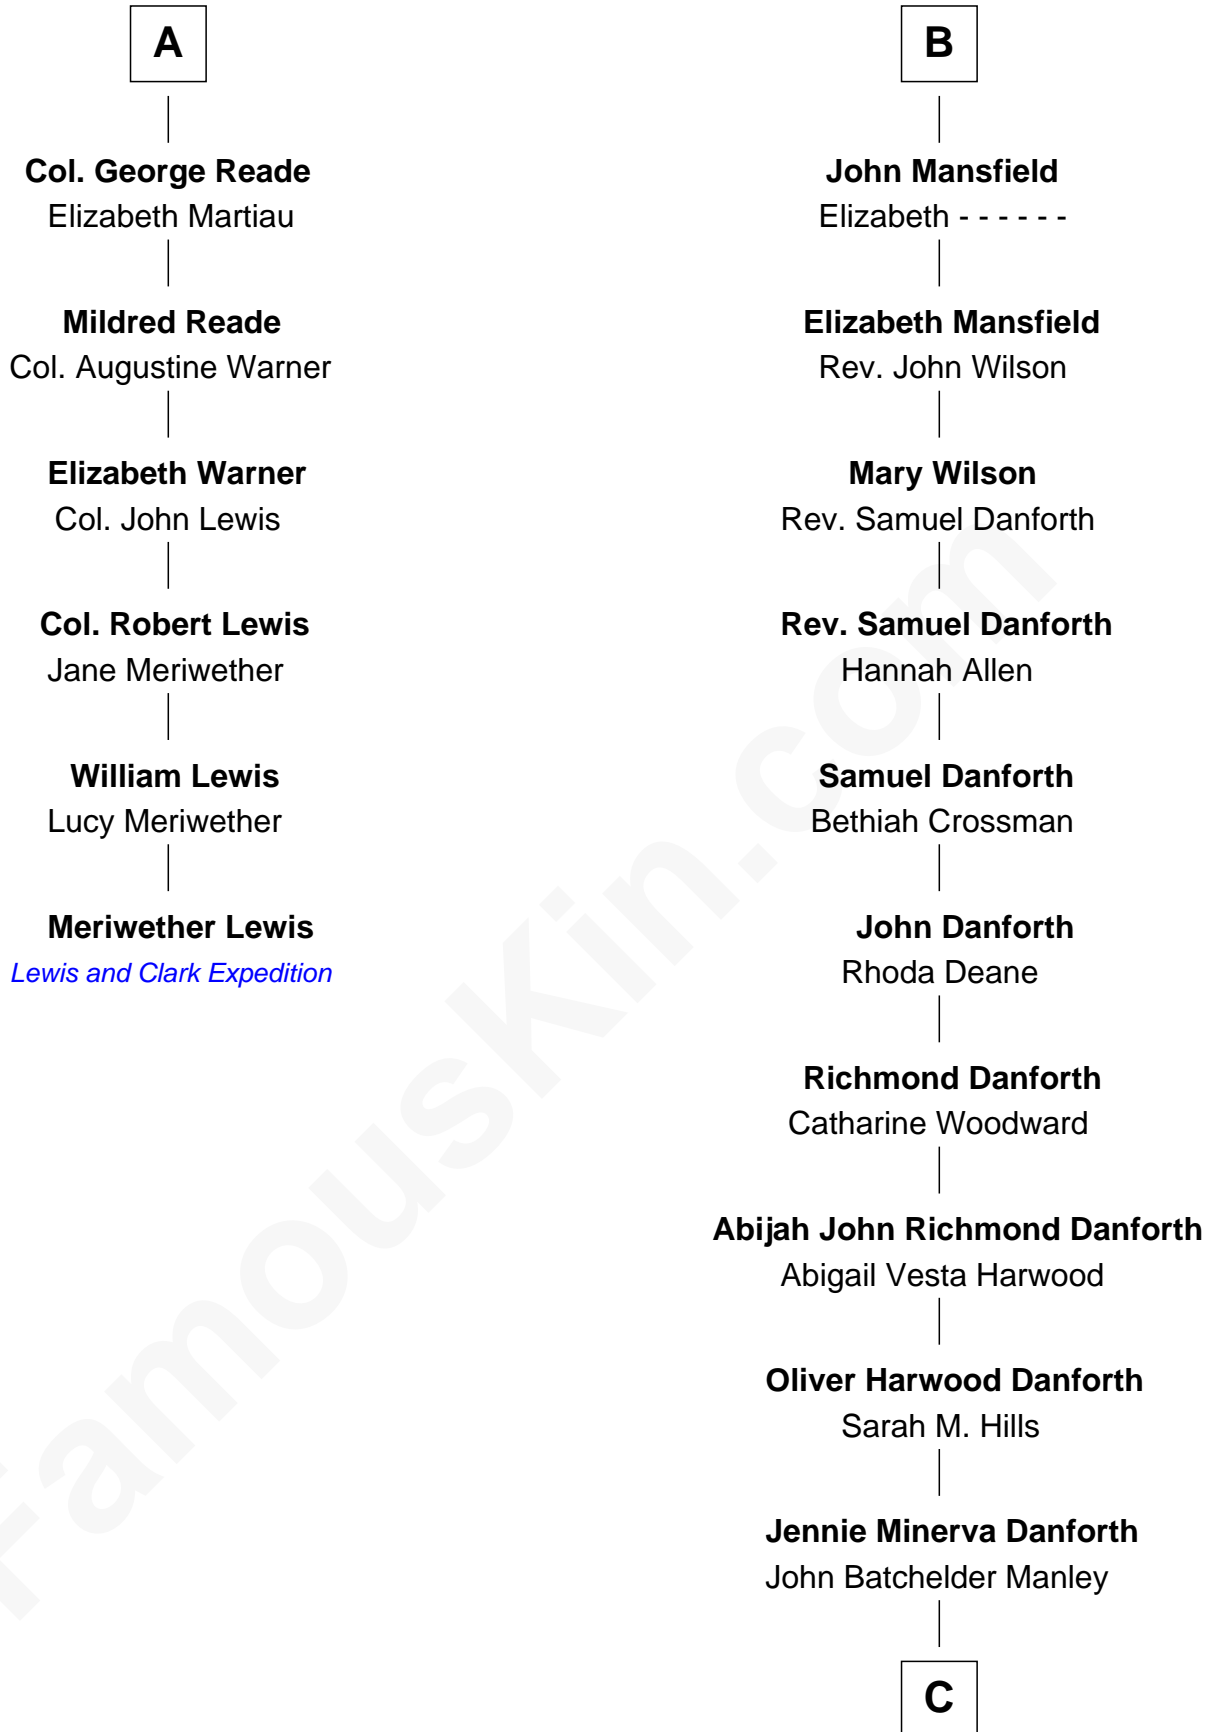 A
Col. George Reade
Elizabeth Martiau
Mildred Reade
Col. Augustine Warner
Elizabeth Warner
Col. John Lewis
Col. Robert Lewis
Jane Meriwether
William Lewis
Lucy Meriwether
Meriwether Lewis
Lewis and Clark Expedition
B
John Mansfield
Elizabeth - - - - - -
Elizabeth Mansfield
Rev. John Wilson
Mary Wilson
Rev. Samuel Danforth
Rev. Samuel Danforth
Hannah Allen
Samuel Danforth
Bethiah Crossman
John Danforth
Rhoda Deane
Richmond Danforth
Catharine Woodward
Abijah John Richmond Danforth
Abigail Vesta Harwood
Oliver Harwood Danforth
Sarah M. Hills
Jennie Minerva Danforth
John Batchelder Manley
C
FamousKin.com